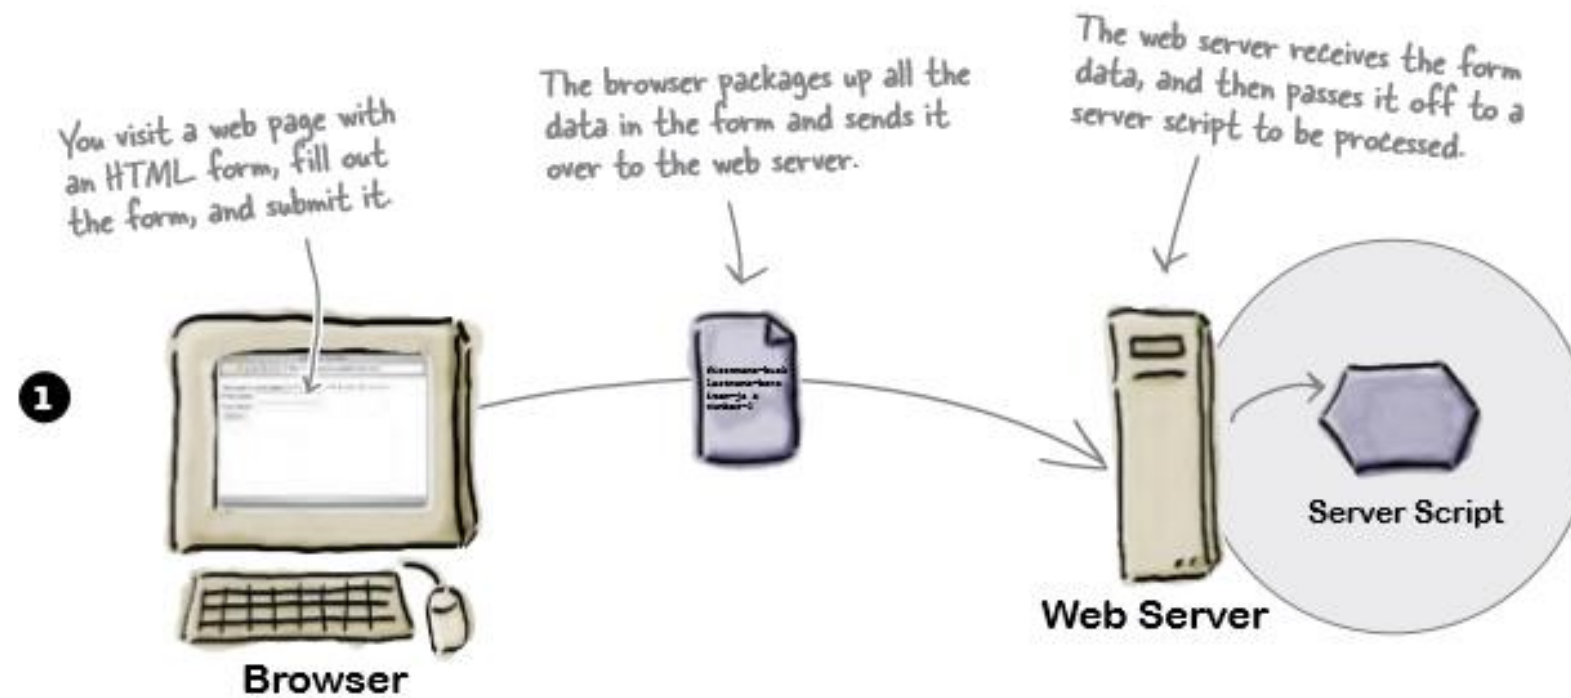 You visit a web page with
an HTML form, fill out
the form, and submit it.
The browser packages up all the
data in the form and sends it
over to the web server.
The web server receives the form
data, and then passes it off to a
server script to be processed.
1
Server Script
Web Server
Browser